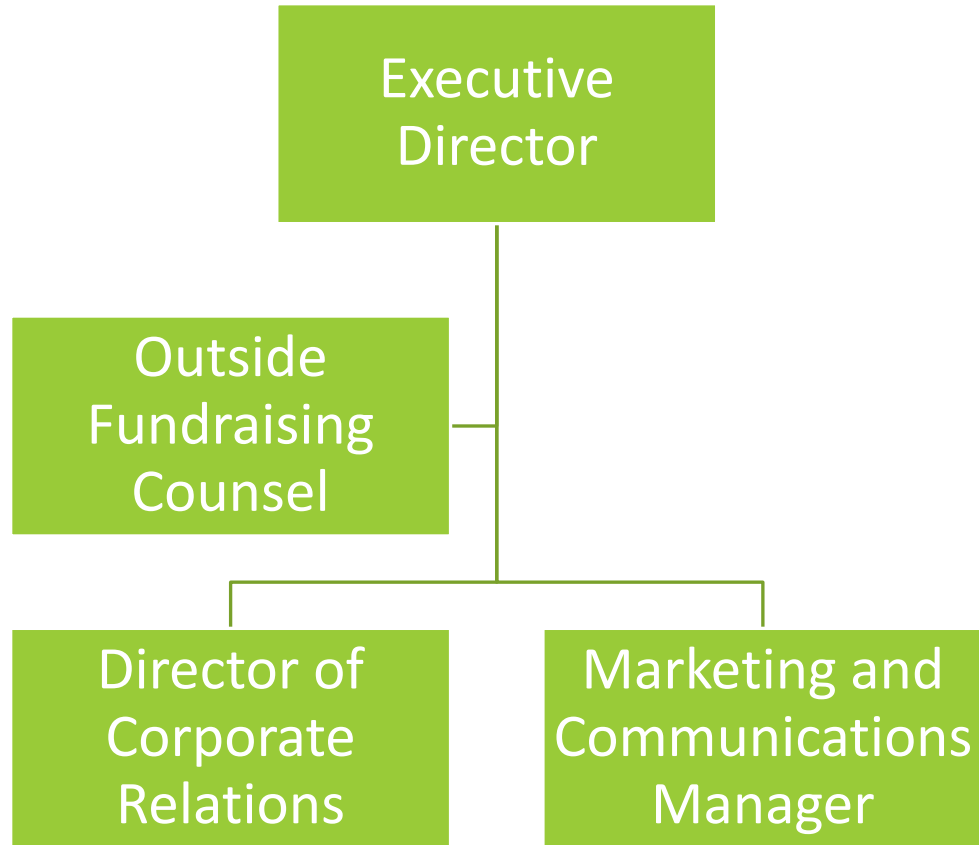 Executive
Director
Outside
Fundraising
Counsel
Director of
Corporate
Relations
Marketing and
Communications
Manager